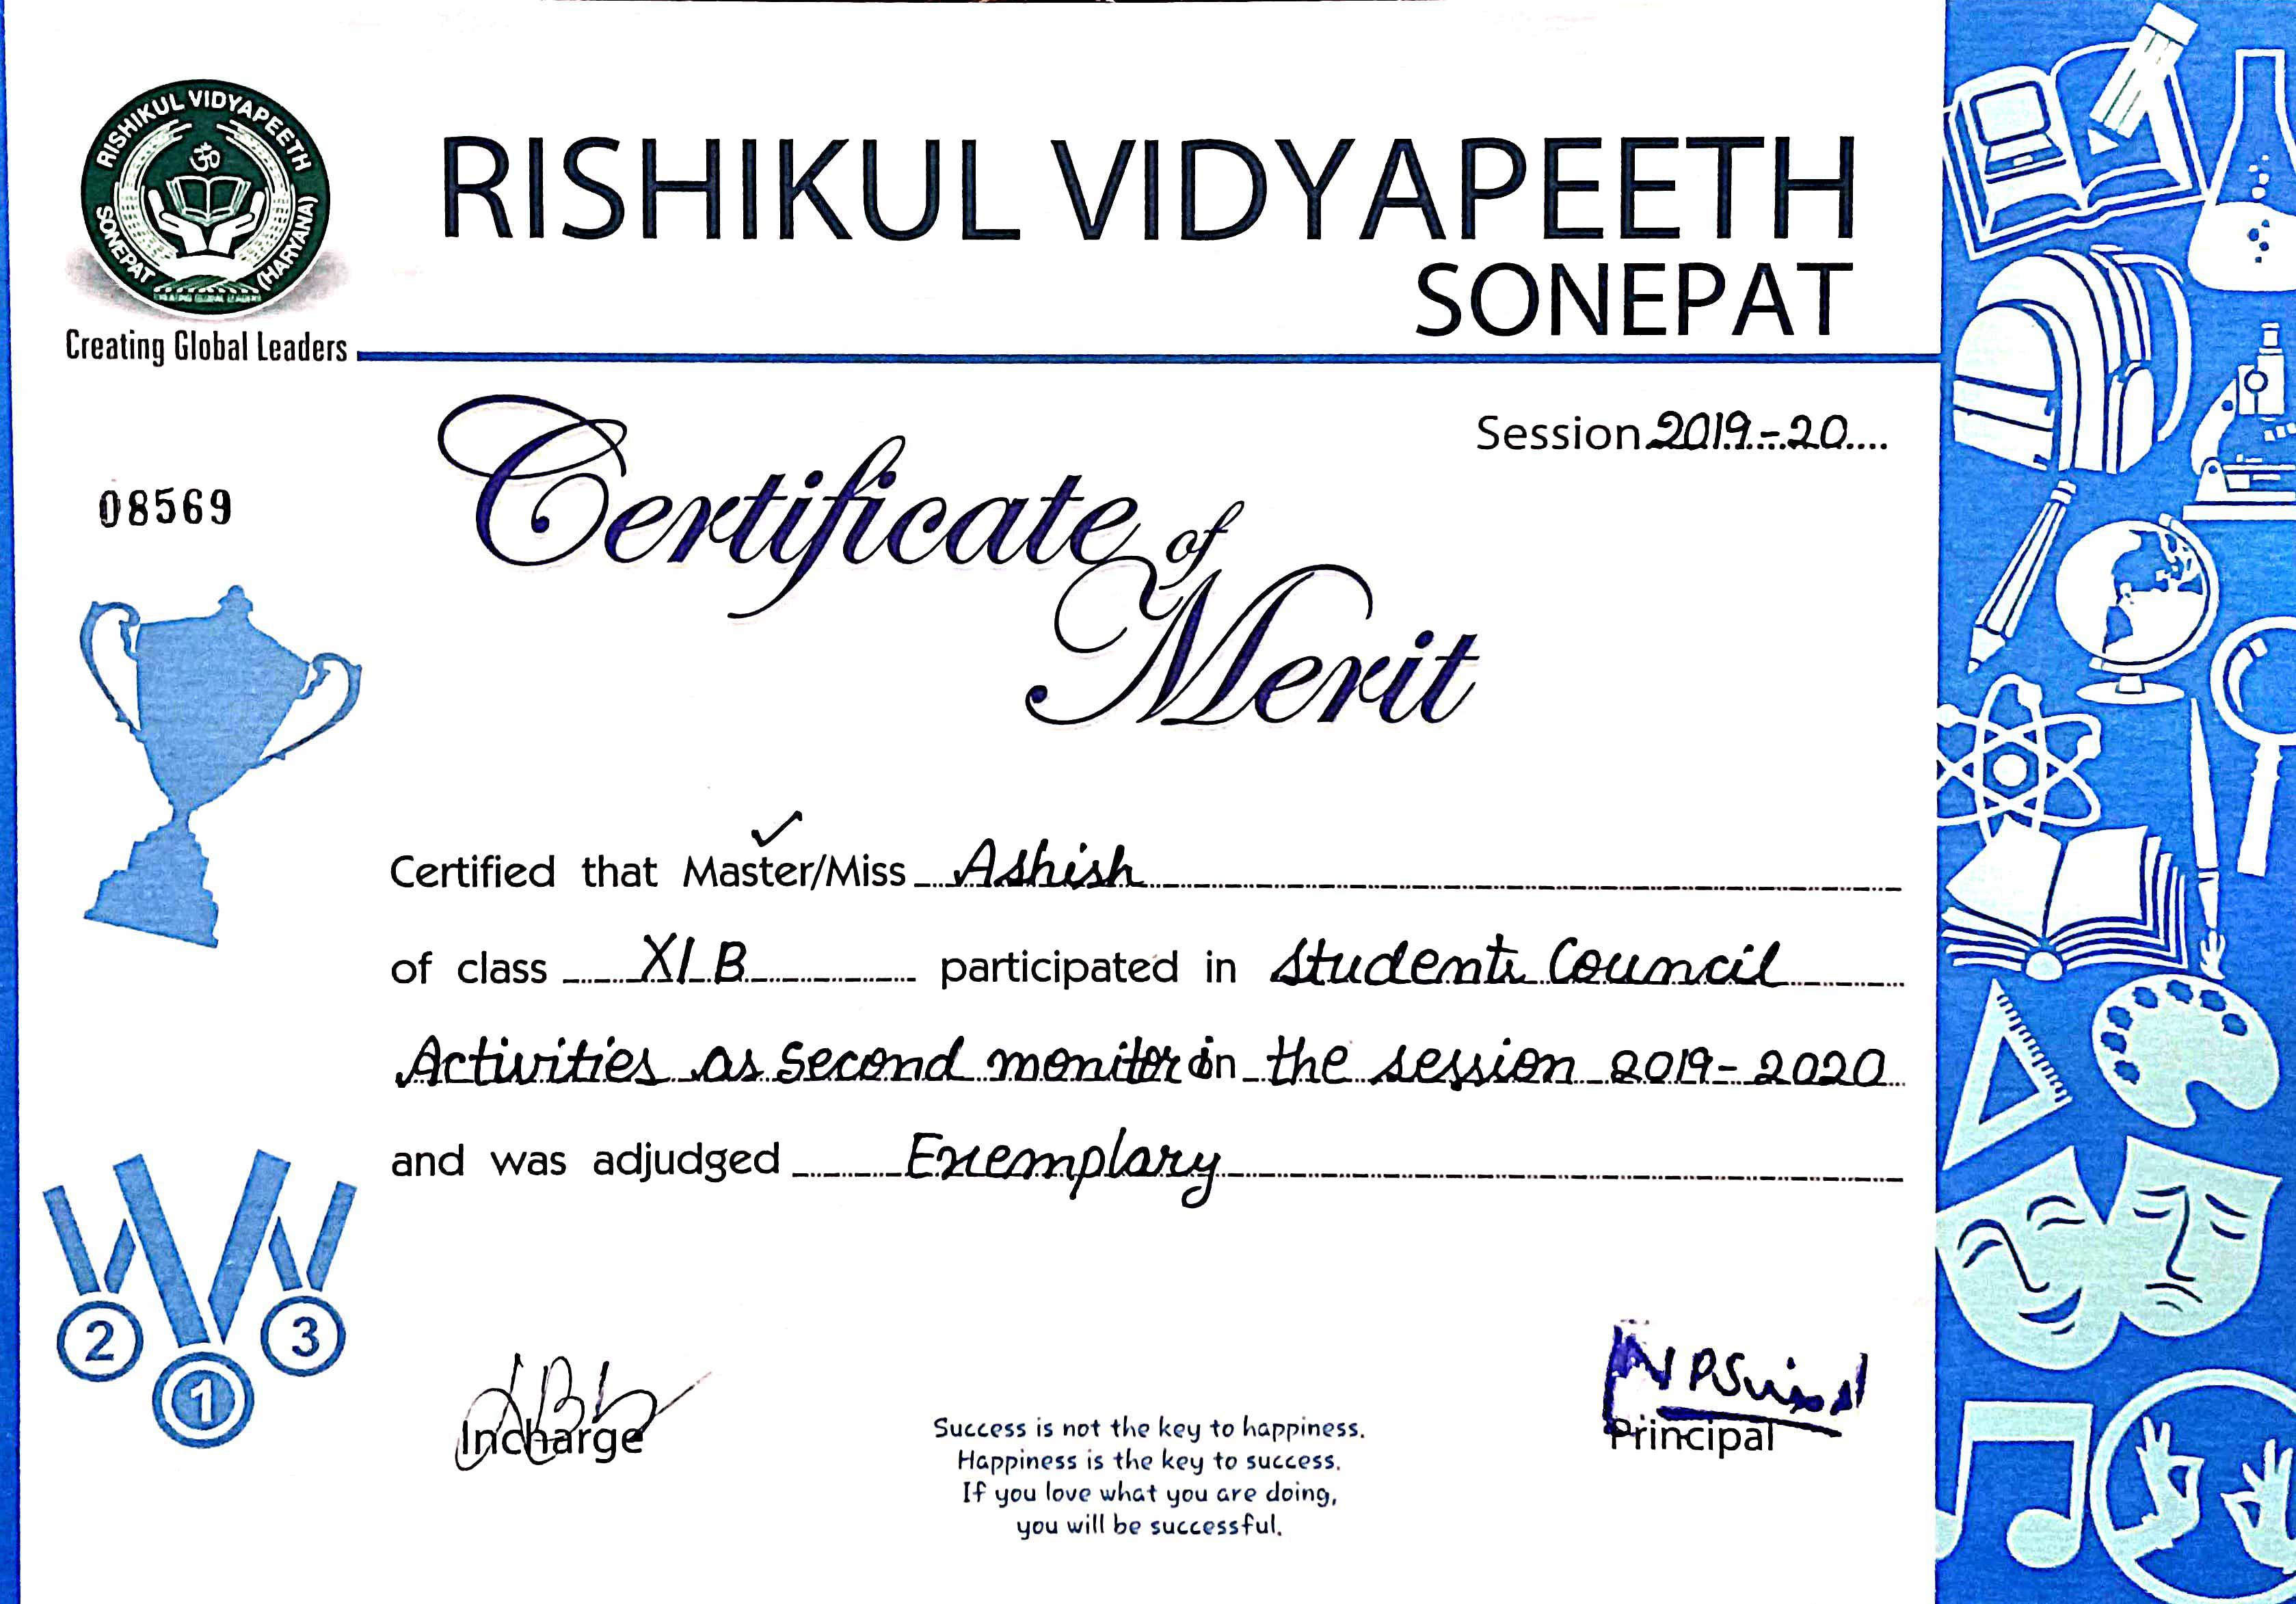 RISHIKUL VIDYAPEETH
SONEPAT (HARYANA)
CREATING GLOBAL LEADERS
Creating Global Leaders
RISHIKUL VIDYAPEETH
SONEPAT
Session 2019-20
08569
Certificate of
Merit
Certified that Master/Miss Ashish
of class XI B participated in Students Council
Activities as Second monitor in the session 2019-2020
and was adjudged Exemplary
2 1 3
Incharge
Principal
Success is not the key to happiness.
Happiness is the key to success.
If you love what you are doing,
you will be successful.